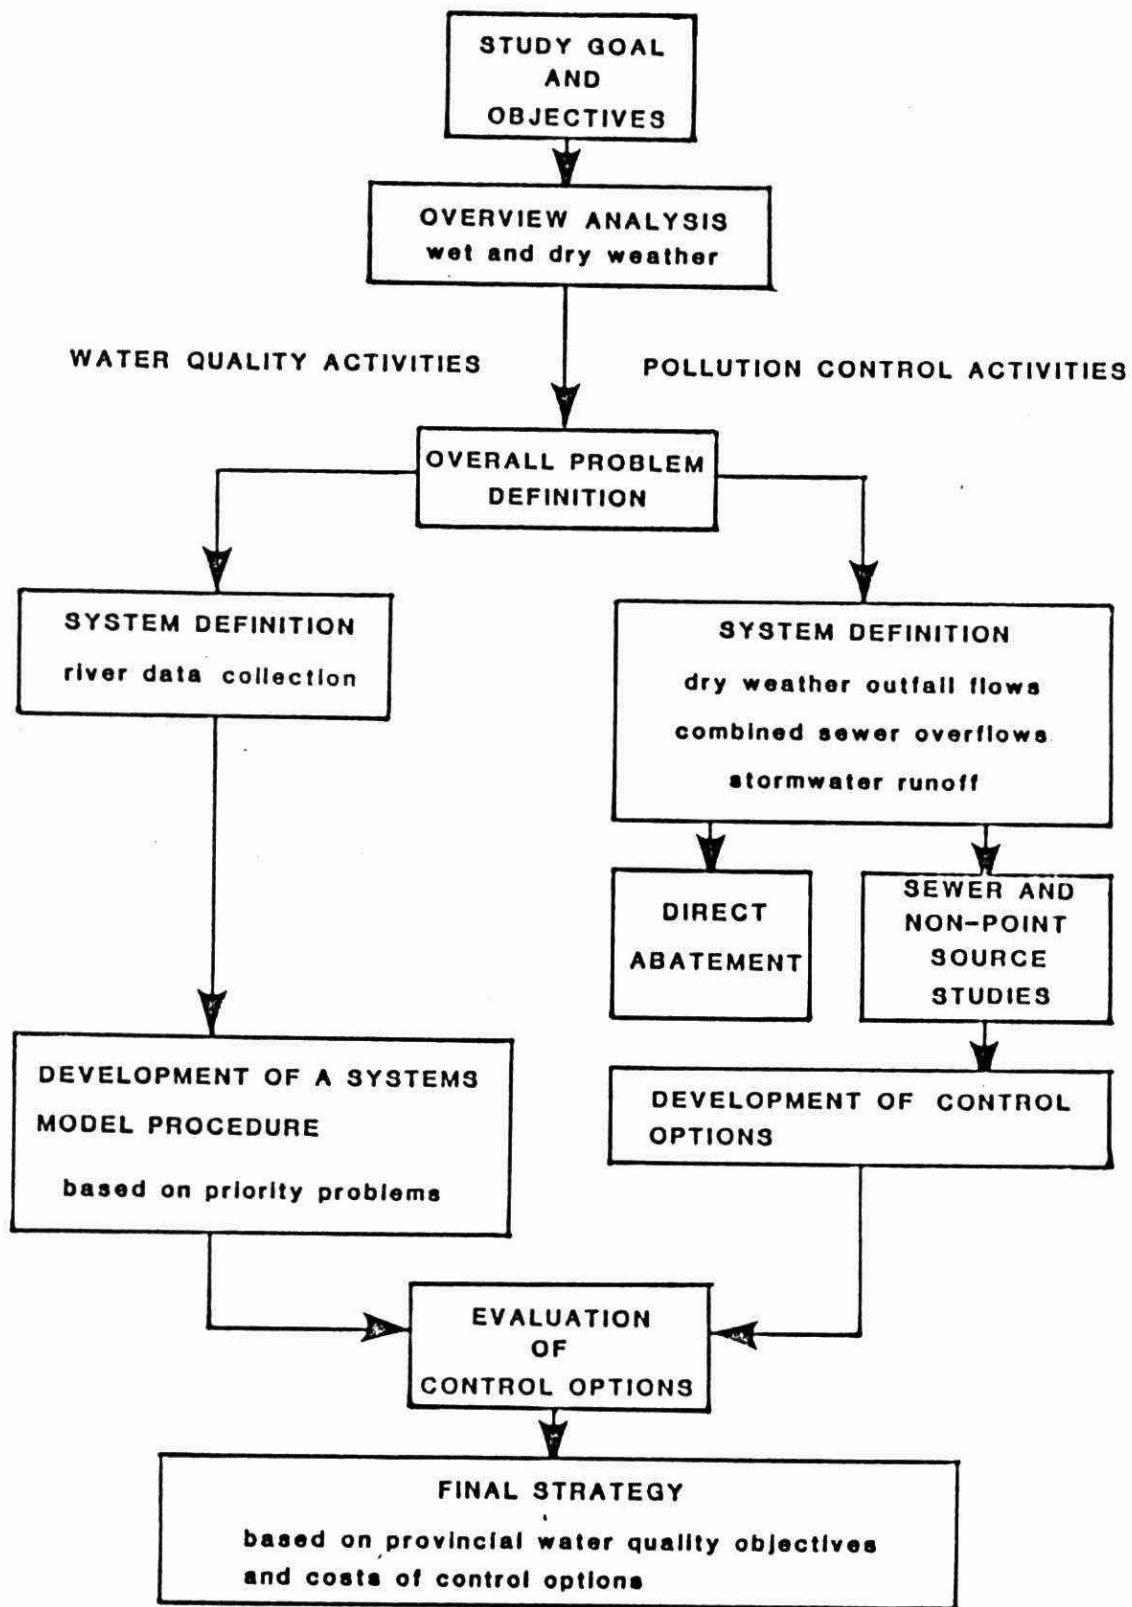 STUDY GOAL
AND
OBJECTIVES
OVERVIEW ANALYSIS
wet and dry weather
WATER QUALITY ACTIVITIES
POLLUTION CONTROL ACTIVITIES
OVERALL PROBLEM
DEFINITION
SYSTEM DEFINITION
river data collection
SYSTEM DEFINITION
dry weather outfall flows
combined sewer overflows
stormwater runoff
DIRECT
ABATEMENT
SEWER AND
NON-POINT
SOURCE
STUDIES
DEVELOPMENT OF A SYSTEMS
MODEL PROCEDURE
based on priority problems
DEVELOPMENT OF CONTROL
OPTIONS
EVALUATION
OF
CONTROL OPTIONS
FINAL STRATEGY
based on provincial water quality objectives
and costs of control options